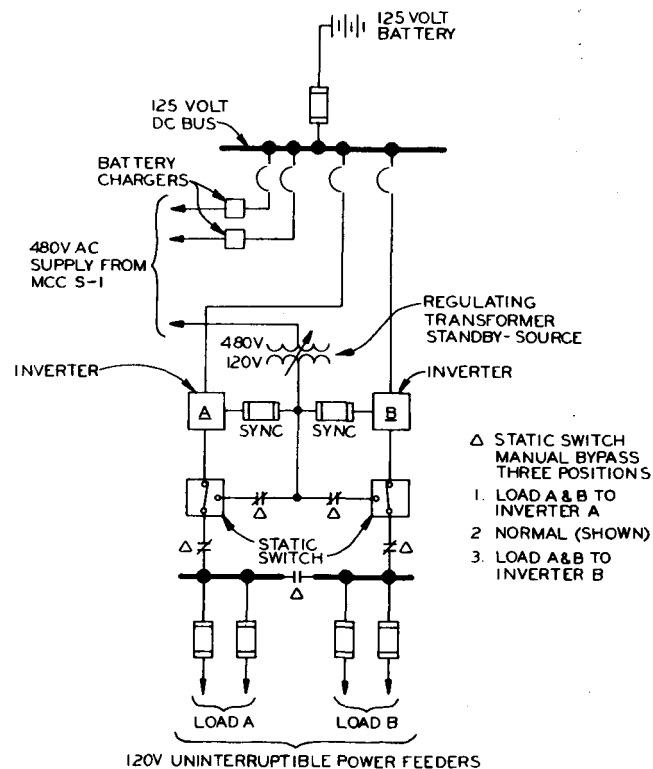 125 VOLT
BATTERY
125 VOLT
DC BUS
BATTERY
CHARGERS
480V AC
SUPPLY FROM
MCC S-1
REGULATING
TRANSFORMER
STANDBY-SOURCE
480V
120V
INVERTER
INVERTER
A
B
SYNC
SYNC
Δ STATIC SWITCH
MANUAL BYPASS
THREE POSITIONS
1. LOAD A & B TO
INVERTER A
2 NORMAL (SHOWN)
3. LOAD A&B TO
INVERTER B
Δ
Δ
STATIC
SWITCH
Δ
Δ
Δ
LOAD A
LOAD B
120V UNINTERRUPTIBLE POWER FEEDERS